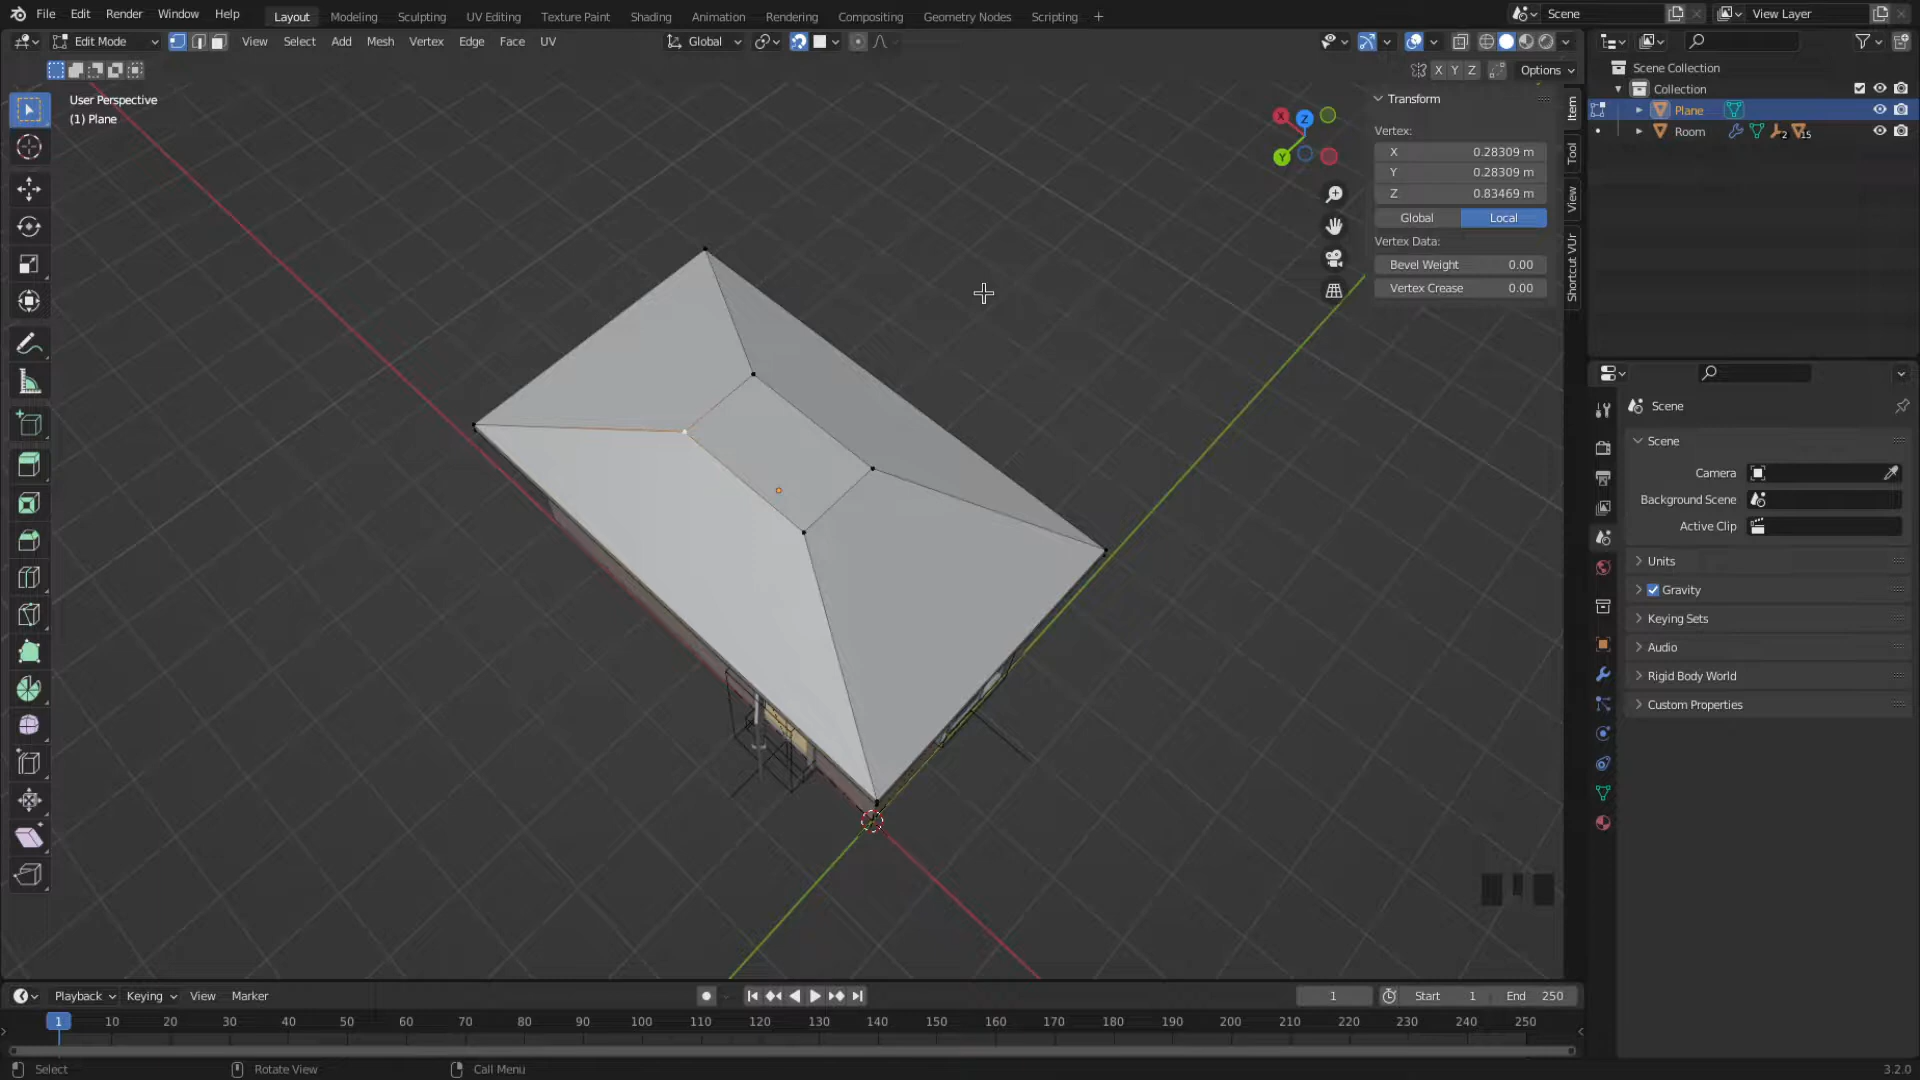 File Edit Render Window Help Layout Modeling Sculpting UV Editing Texture Paint Shading Animation Rendering Compositing Geometry Nodes Scripting Scene View Layer
Edit Mode View Select Add Mesh Vertex Edge Face UV Global
X Y Z Options
Scene Collection
Collection
Plane
Room 2 15
User Perspective
(1) Plane
X Z Y
Transform
Vertex:
X 0.28309 m
Y 0.28309 m
Z 0.83469 m
Global Local
Vertex Data:
Bevel Weight 0.00
Vertex Crease 0.00
Item
Tool
View
Shortcut VUr
Scene
Scene
Camera
Background Scene
Active Clip
Units
Gravity
Keying Sets
Audio
Rigid Body World
Custom Properties
Playback Keying View Marker 1 Start 1 End 250
1 10 20 30 40 50 60 70 80 90 100 110 120 130 140 150 160 170 180 190 200 210 220 230 240 250
Select Rotate View Call Menu 3.2.0